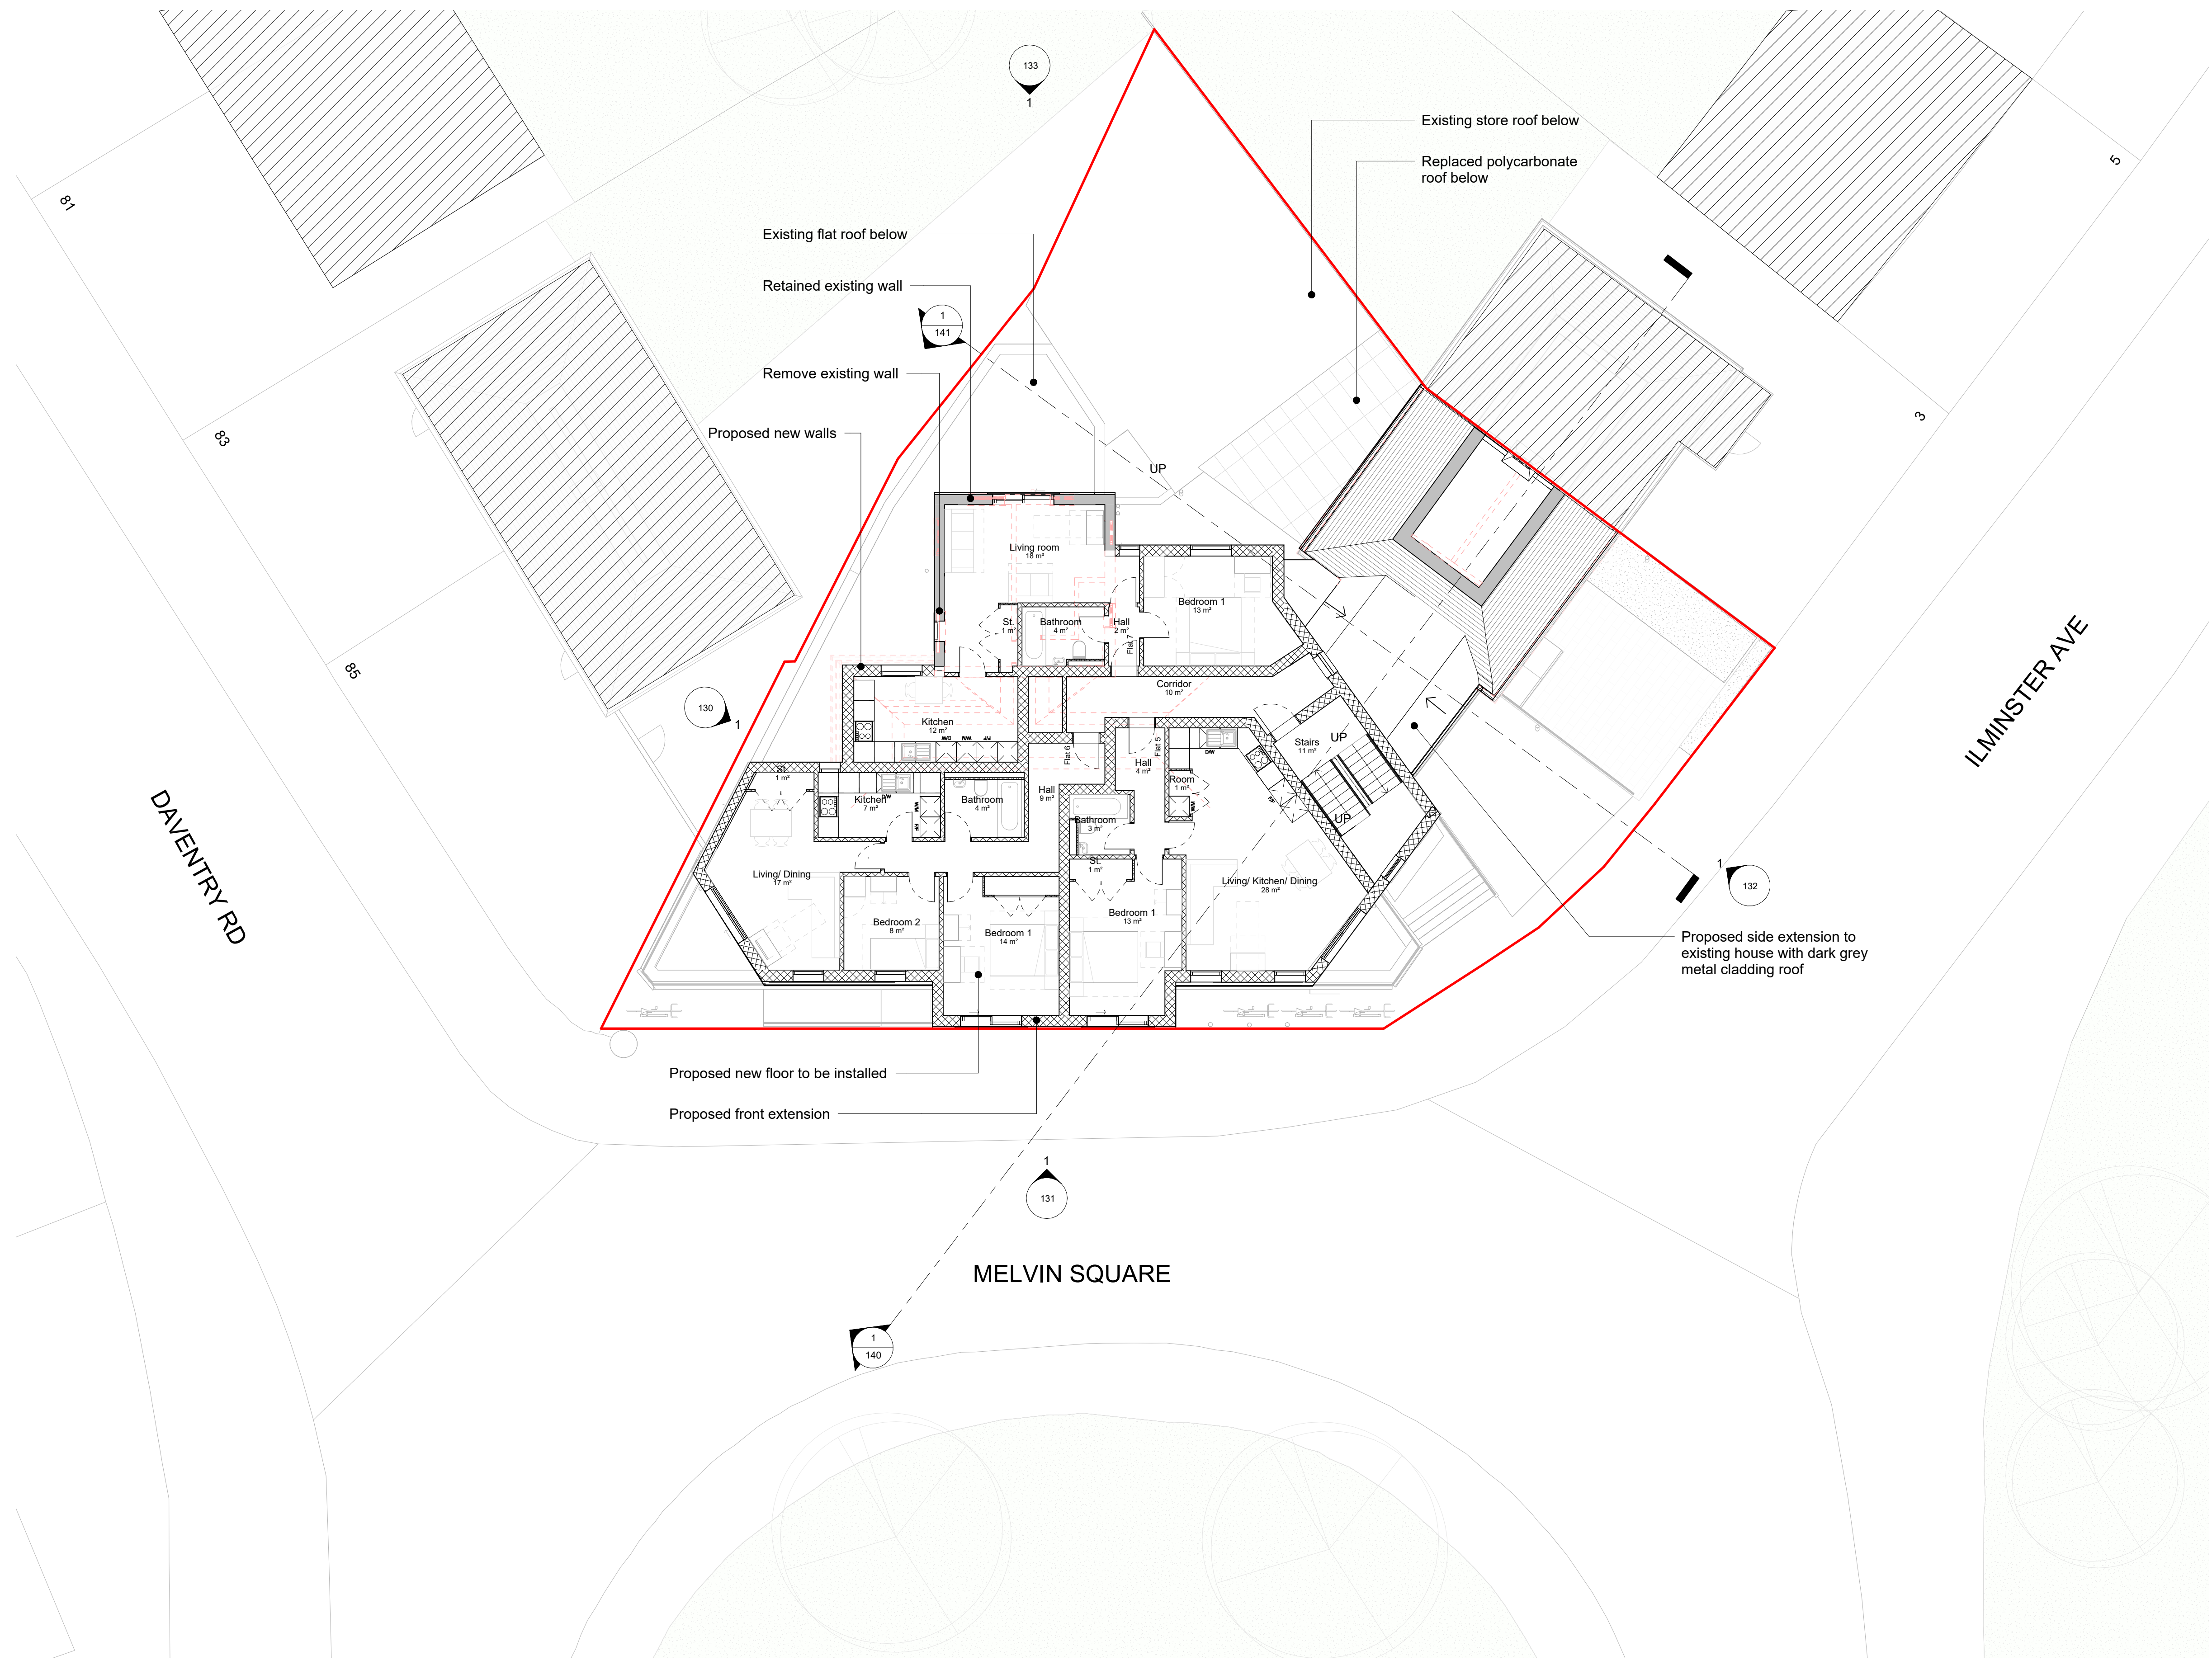 133
1
Existing store roof below
Replaced polycarbonate
roof below
5
81
Existing flat roof below
Retained existing wall
1
141
Remove existing wall
Proposed new walls
3
83
UP
Living room
18 m²
Bedroom 1
13 m²
St.
1 m²
Bathroom
4 m²
Hall
2 m²
Flat 7
85
ILMINSTER AVE
Corridor
10 m²
130
1
Kitchen
12 m²
D/W
W/M
F/F
Flat 6
Flat 5
D/W
Stairs
11 m²
UP
Hall
4 m²
St.
1 m²
Kitchen
7 m²
D/W
W/M
F/F
Bathroom
4 m²
Hall
9 m²
Room
1 m²
W/M
F/F
UP
Bathroom
3 m²
DAVENTRY RD
St.
1 m²
Living/ Dining
17 m²
Living/ Kitchen/ Dining
28 m²
1
132
Bedroom 2
8 m²
Bedroom 1
14 m²
Bedroom 1
13 m²
Proposed side extension to
existing house with dark grey
metal cladding roof
Proposed new floor to be installed
Proposed front extension
1
131
MELVIN SQUARE
1
140